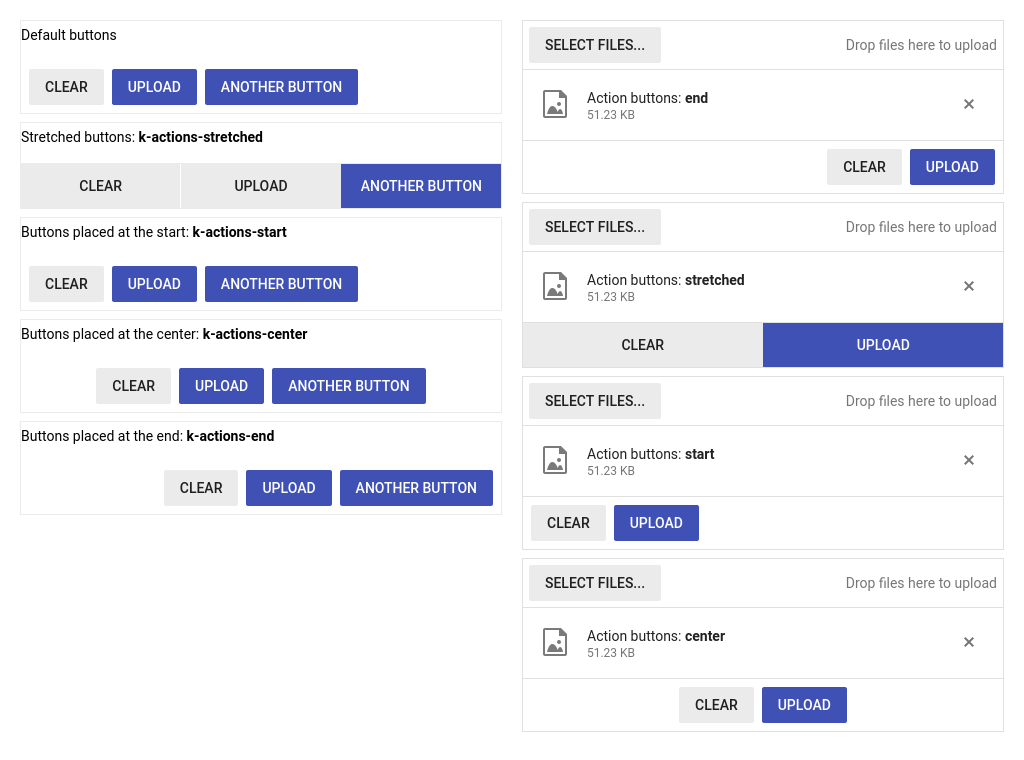 Default buttons
CLEAR UPLOAD ANOTHER BUTTON
Stretched buttons: k-actions-stretched
CLEAR UPLOAD ANOTHER BUTTON
Buttons placed at the start: k-actions-start
CLEAR UPLOAD ANOTHER BUTTON
Buttons placed at the center: k-actions-center
CLEAR UPLOAD ANOTHER BUTTON
Buttons placed at the end: k-actions-end
CLEAR UPLOAD ANOTHER BUTTON
SELECT FILES... Drop files here to upload
Action buttons: end
51.23 KB
CLEAR UPLOAD
SELECT FILES... Drop files here to upload
Action buttons: stretched
51.23 KB
CLEAR UPLOAD
SELECT FILES... Drop files here to upload
Action buttons: start
51.23 KB
CLEAR UPLOAD
SELECT FILES... Drop files here to upload
Action buttons: center
51.23 KB
CLEAR UPLOAD